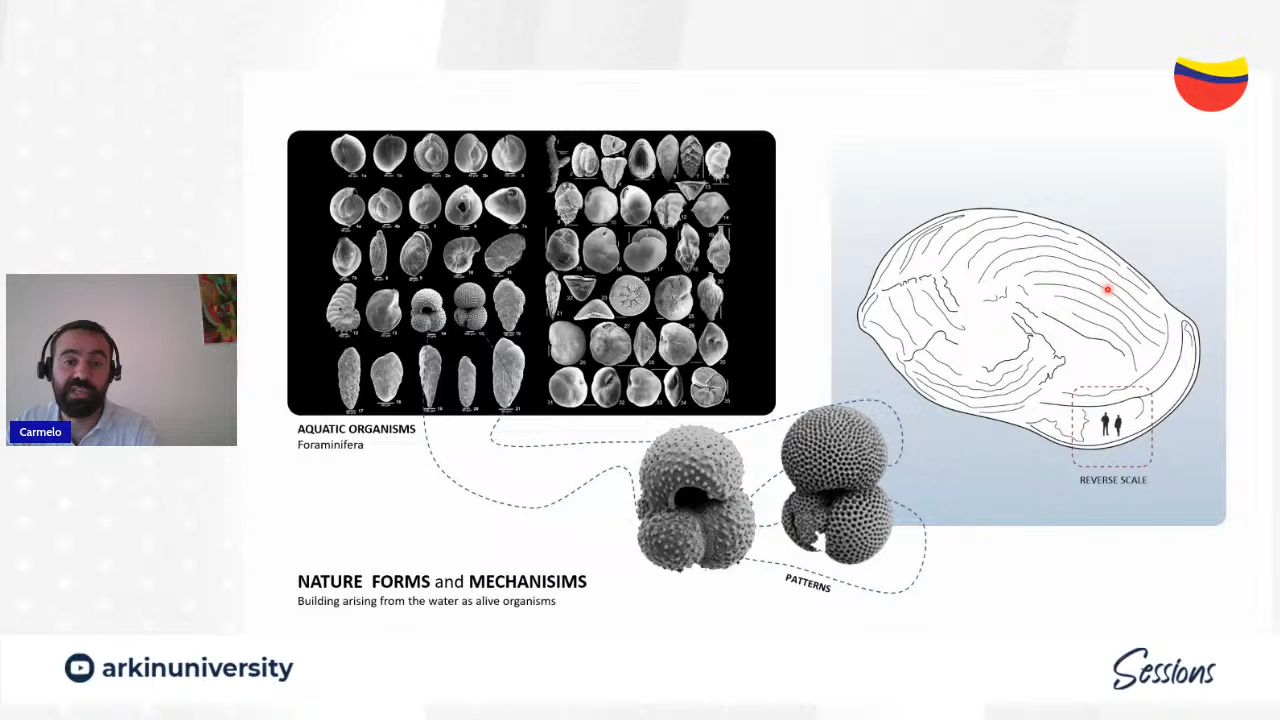 Carmelo
AQUATIC ORGANISMS
Foraminifera
REVERSE SCALE
PATTERNS
NATURE FORMS and MECHANISIMS
Building arising from the water as alive organisms
arkinuniversity
Sessions